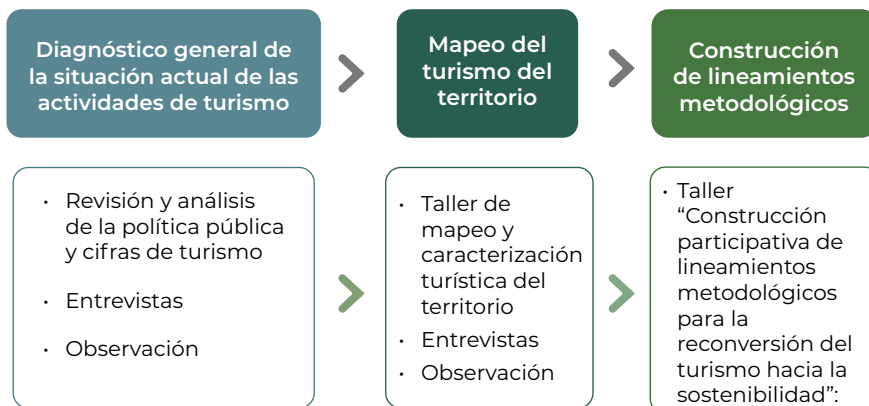 Diagnóstico general de
la situación actual de las
actividades de turismo
Mapeo del
turismo del
territorio
Construcción
de lineamientos
metodológicos
• Revisión y análisis
de la política pública
y cifras de turismo
• Entrevistas
• Observación
• Taller de
mapeo y
caracterización
turística del
territorio
• Entrevistas
• Observación
• Taller
“Construcción
participativa de
lineamientos
metodológicos
para la
reconversión del
turismo hacia la
sostenibilidad”: